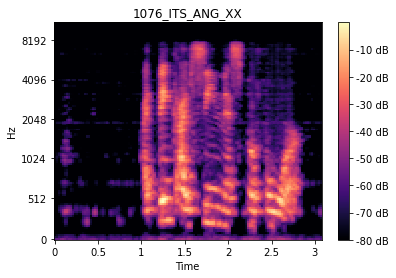 1076_ITS_ANG_XX
8192
4096
2048
1024
512
0
Hz
0 0.5 1 1.5 2 2.5 3
Time
-10 dB
-20 dB
-30 dB
-40 dB
-50 dB
-60 dB
-70 dB
-80 dB